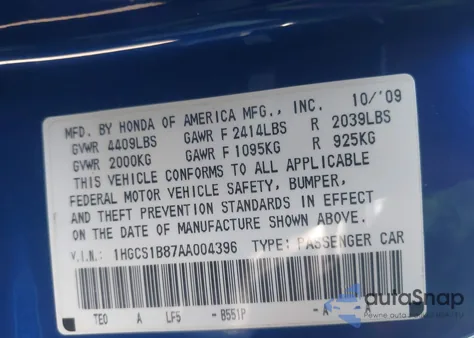 MFD. BY HONDA OF AMERICA MFG., INC. 10/'09
GVWR 4409LBS GAWR F 2414LBS R 2039LBS
GVWR 2000KG GAWR F 1095KG R 925KG
THIS VEHICLE CONFORMS TO ALL APPLICABLE
FEDERAL MOTOR VEHICLE SAFETY, BUMPER,
AND THEFT PREVENTION STANDARDS IN EFFECT
ON THE DATE OF MANUFACTURE SHOWN ABOVE.
V.I.N.: 1HGCS1B87AA004396 TYPE: PASSENGER CAR
TE0 A LF5 - B551P - A - A
autoSnap